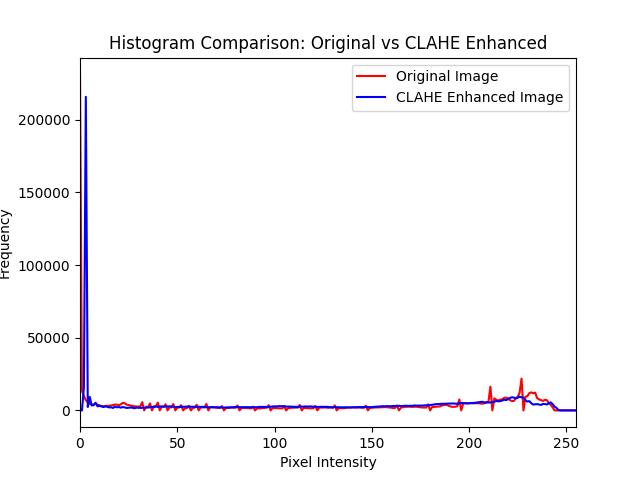 Histogram Comparison: Original vs CLAHE Enhanced
Original Image
CLAHE Enhanced Image
200000
150000
100000
50000
0
Frequency
0 50 100 150 200 250
Pixel Intensity